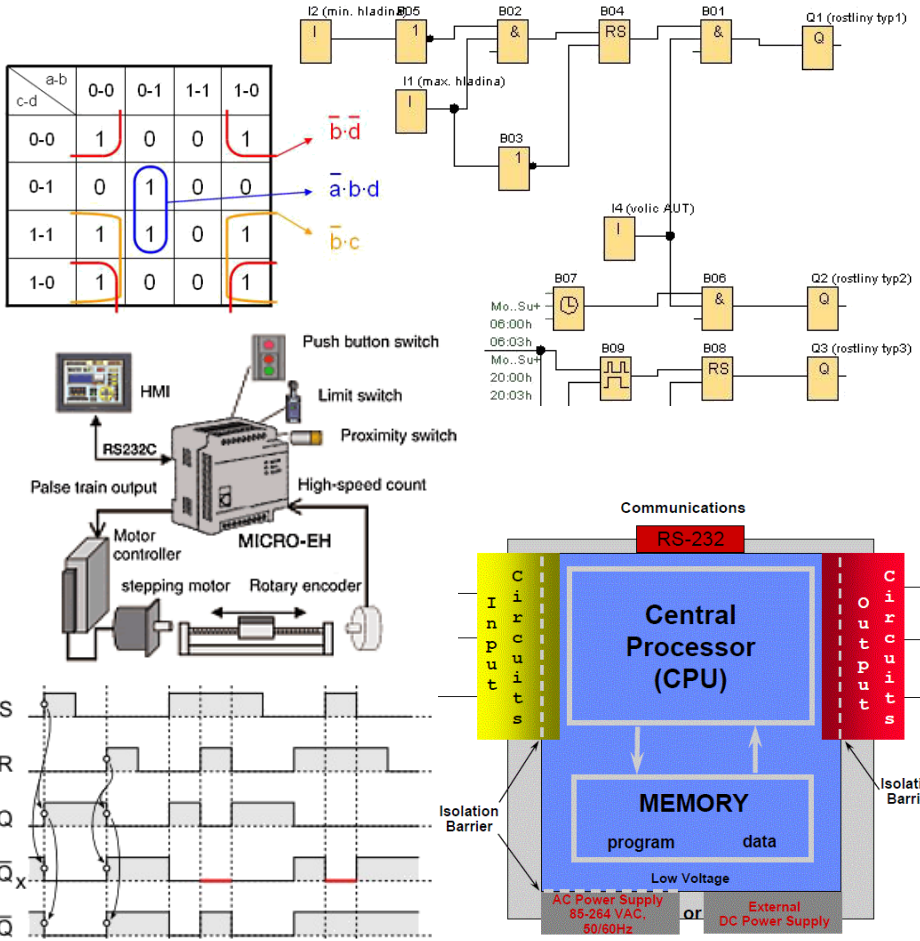 a-b
c-d
0-0 0-1 1-1 1-0
0-0 1 0 0 1
0-1 0 1 0 0
1-1 1 1 0 1
1-0 1 0 0 1
b̅·d̅
a̅·b·d
b̅·c
I2 (min. hladina)
B05
B02
B04
B01
Q1 (rostliny typ1)
I
1
&
RS
&
Q
I1 (max. hladina)
I
B03
1
I4 (volic AUT)
I
B07
B06
Q2 (rostliny typ2)
Mo..Su+
06:00h
06:03h
&
Q
B09
B08
Q3 (rostliny typ3)
Mo..Su+
20:00h
20:03h
RS
Q
Push button switch
HMI
Limit switch
RS232C
Proximity switch
Palse train output
High-speed count
MICRO-EH
Motor
controller
stepping motor
Rotary encoder
S
R
Q
Q̅x
Q̅
Communications
RS-232
Input
Circuits
Central
Processor
(CPU)
Output
Circuits
MEMORY
program data
Isolation
Barrier
Isolati
Barri
Low Voltage
AC Power Supply
85-264 VAC,
50/60Hz
or
External
DC Power Supply